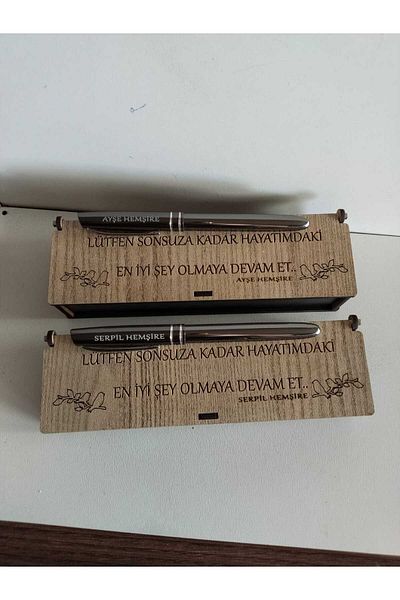 AYŞE HEMŞİRE
LÜTFEN SONSUZA KADAR HAYATIMDAKİ
EN İYİ ŞEY OLMAYA DEVAM ET..
AYŞE HEMŞİRE
SERPİL HEMŞİRE
LÜTFEN SONSUZA KADAR HAYATIMDAKİ
EN İYİ ŞEY OLMAYA DEVAM ET..
SERPİL HEMŞİRE